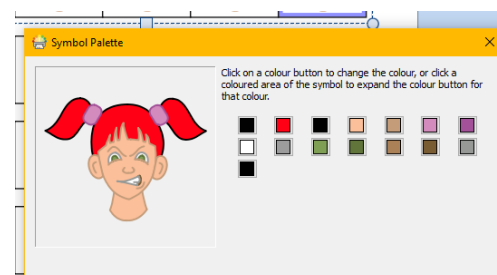 Symbol Palette
Click on a colour button to change the colour, or click a
coloured area of the symbol to expand the colour button for
that colour.